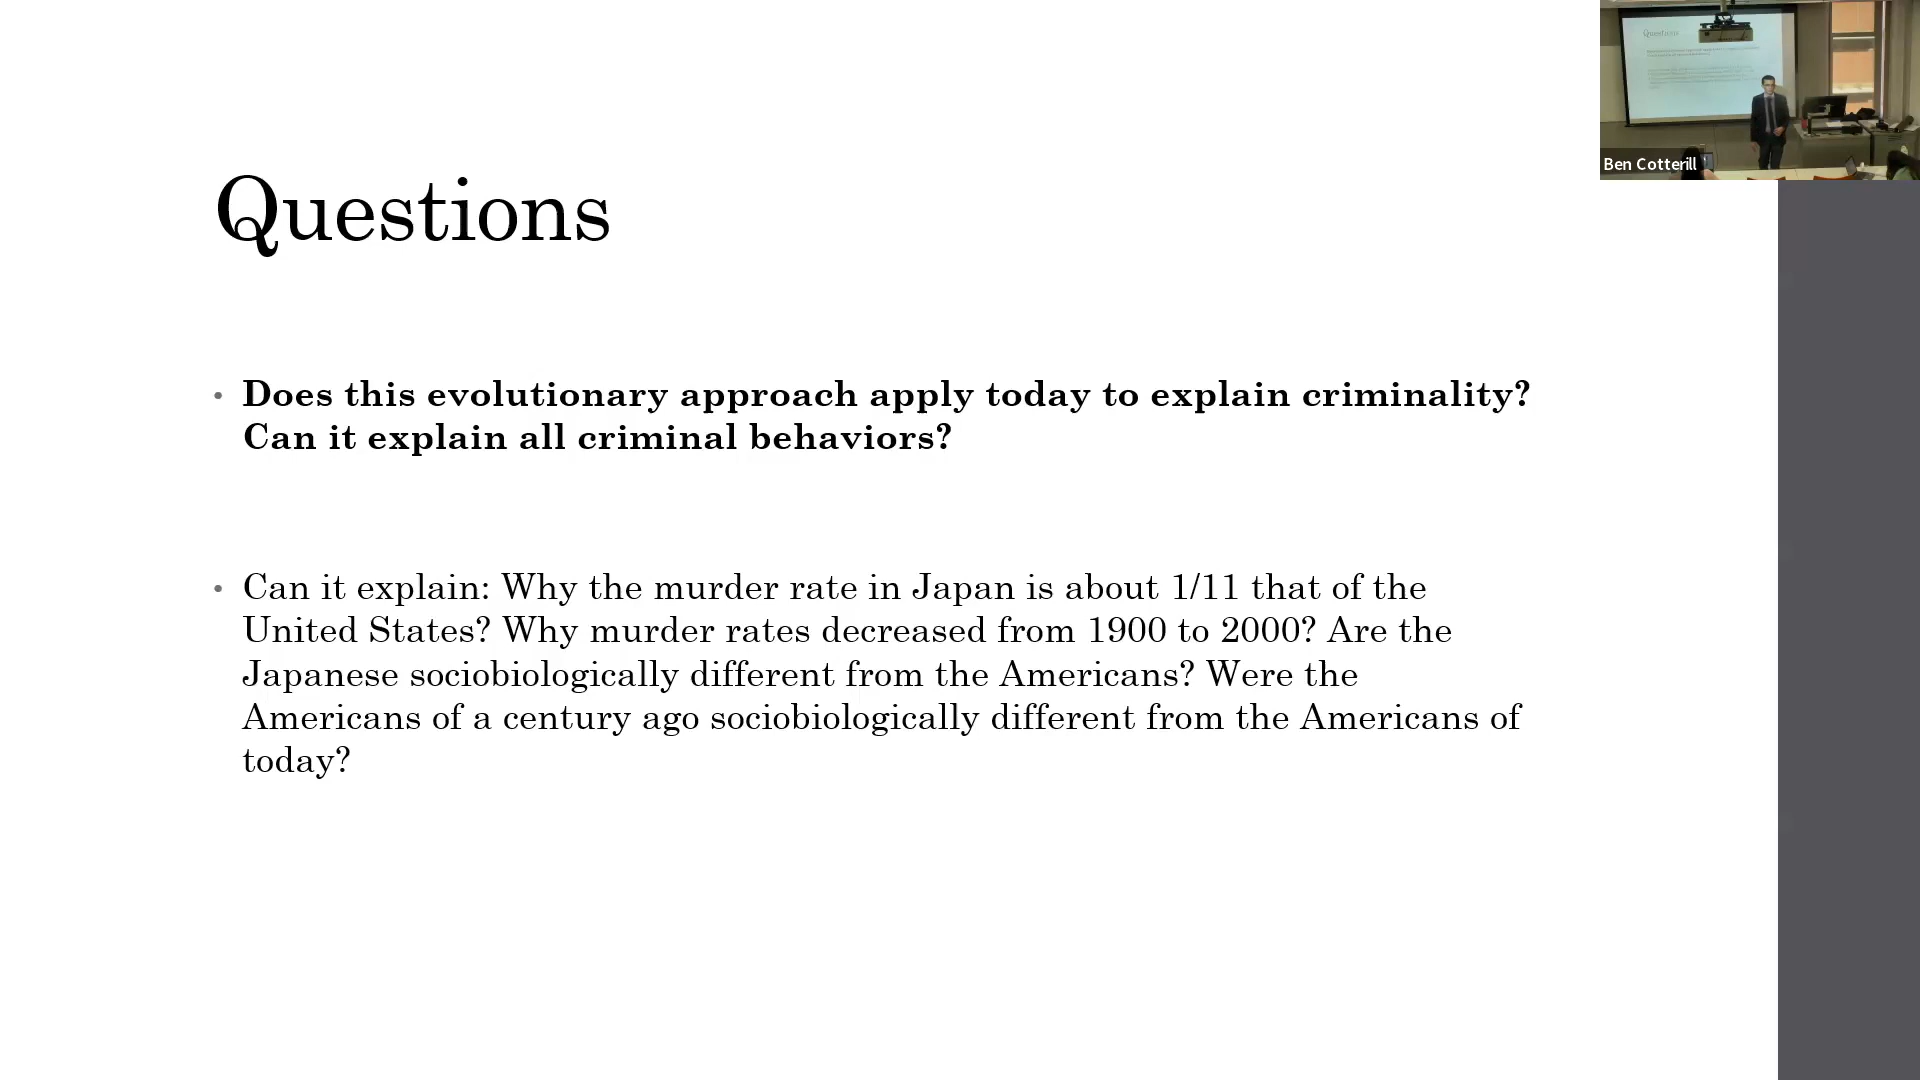 Questions
Does this evolutionary approach apply today to explain criminality?
Can it explain all criminal behaviors?
Can it explain: Why the murder rate in Japan is about 1/11 that of the
United States? Why murder rates decreased from 1900 to 2000? Are the
Japanese sociobiologically different from the Americans? Were the
Americans of a century ago sociobiologically different from the Americans of
today?
Ben Cotterill
Questions